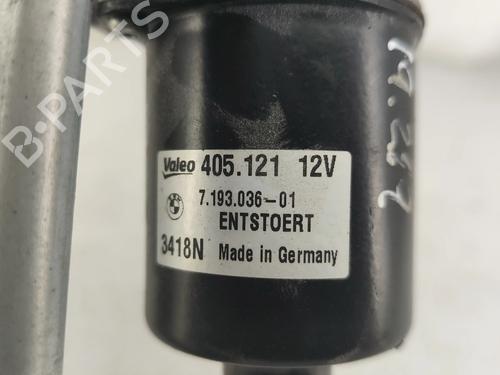 B-PARTS
Valeo 405.121 12V
7.193.036-01
ENTSTOERT
3418N Made in Germany